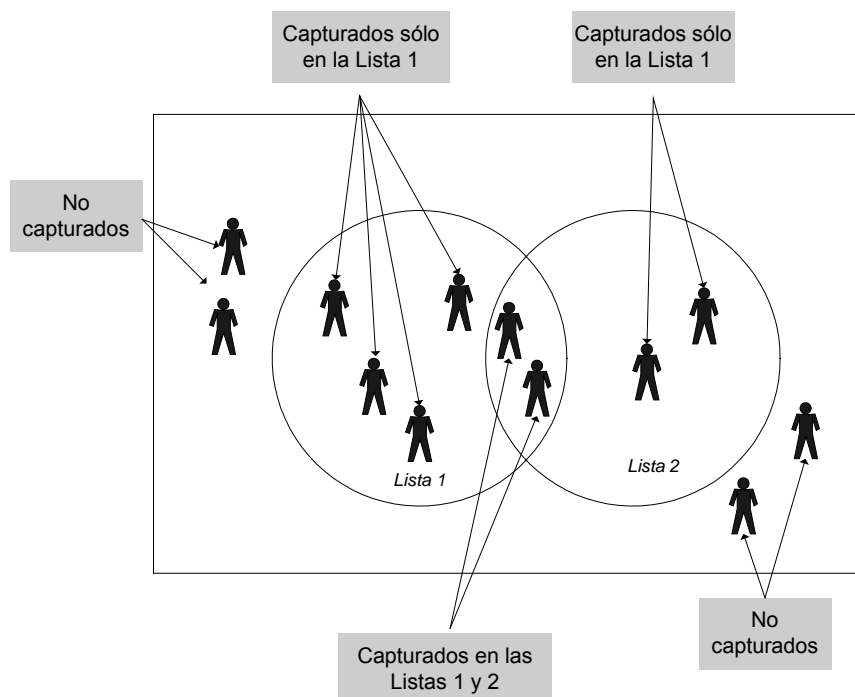 Capturados sólo
en la Lista 1
Capturados sólo
en la Lista 1
No
capturados
Lista 1
Lista 2
No
capturados
Capturados en las
Listas 1 y 2